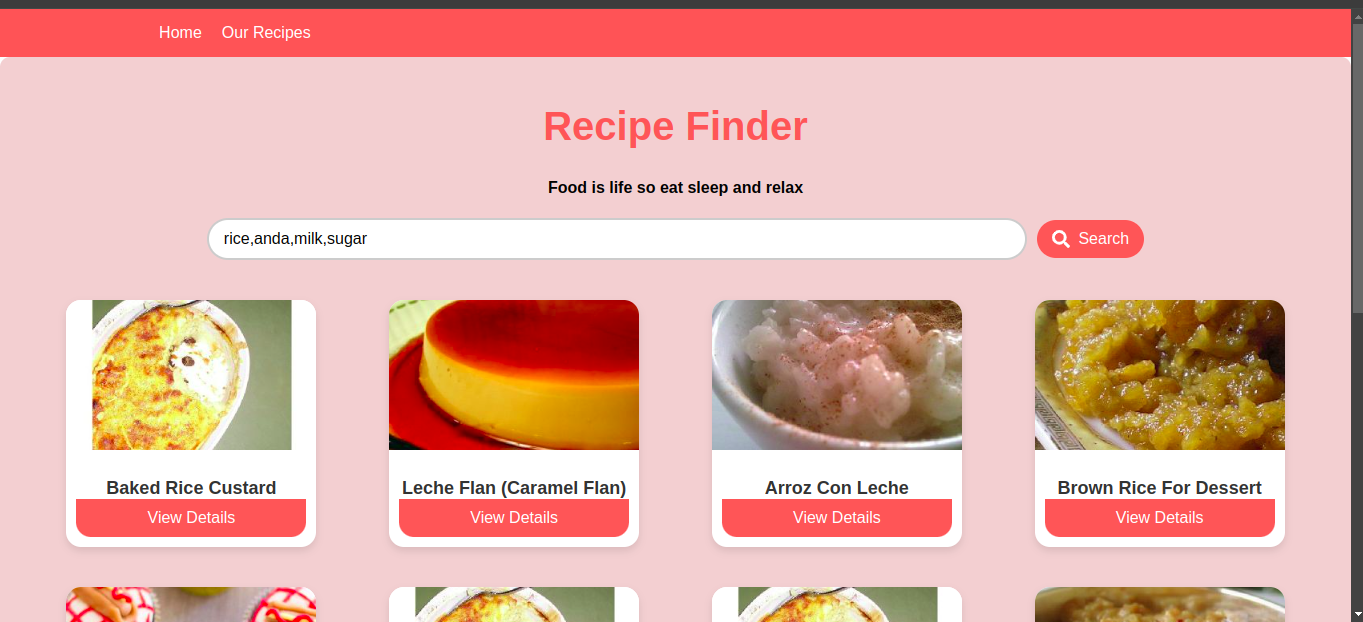 Home Our Recipes
Recipe Finder
Food is life so eat sleep and relax
rice,anda,milk,sugar
Search
Baked Rice Custard
View Details
Leche Flan (Caramel Flan)
View Details
Arroz Con Leche
View Details
Brown Rice For Dessert
View Details